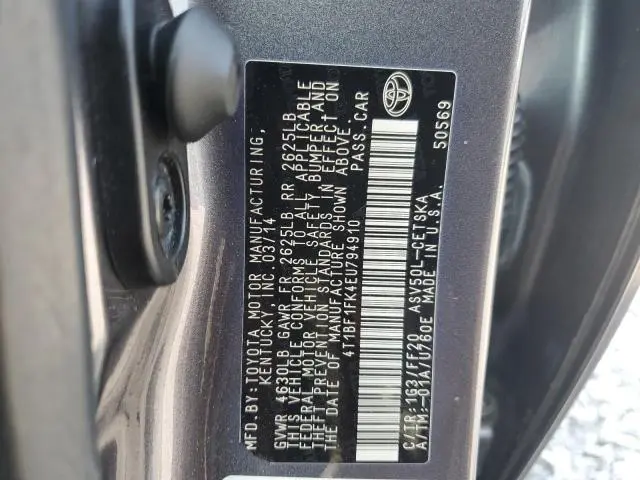 MFD.BY:TOYOTA MOTOR MANUFACTURING,
KENTUCKY, INC. 03/14
GVWR 4630LB GAWR FR 2625LB RR 2625LB
THIS VEHICLE CONFORMS TO ALL APPLICABLE
FEDERAL MOTOR VEHICLE SAFETY, BUMPER, AND
THEFT PREVENTION STANDARDS IN EFFECT ON
THE DATE OF MANUFACTURE SHOWN ABOVE.
4T1BF1FK4EU794910 PASS.CAR
C/TR:1G3/FF20 ASV50L-CETSKA
A/TM:-01A/U760E MADE IN U.S.A.
50569